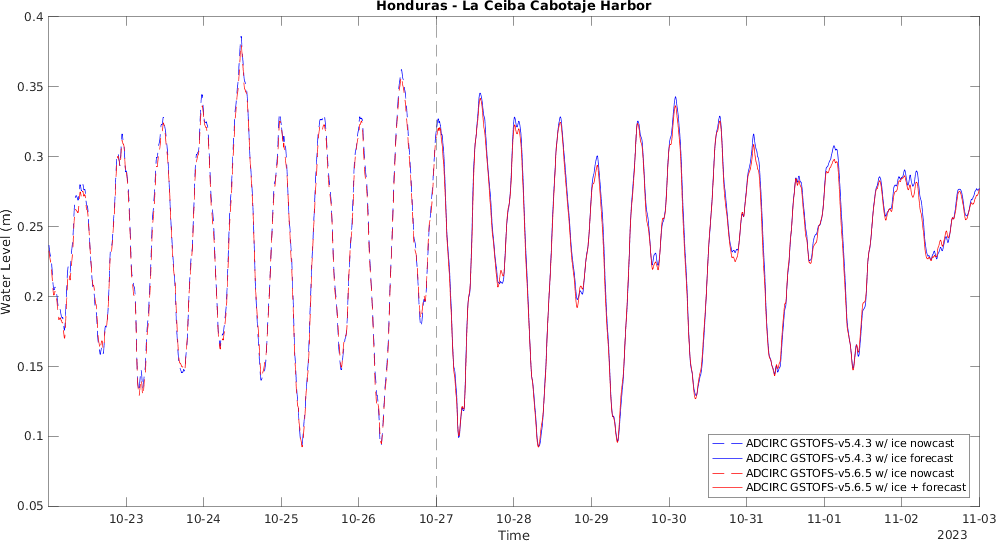 Honduras - La Ceiba Cabotaje Harbor
0.4
0.35
0.3
0.25
0.2
0.15
0.1
0.05
Water Level (m)
10-23 10-24 10-25 10-26 10-27 10-28 10-29 10-30 10-31 11-01 11-02 11-03
Time
2023
ADCIRC GSTOFS-v5.4.3 w/ ice nowcast
ADCIRC GSTOFS-v5.4.3 w/ ice forecast
ADCIRC GSTOFS-v5.6.5 w/ ice nowcast
ADCIRC GSTOFS-v5.6.5 w/ ice + forecast